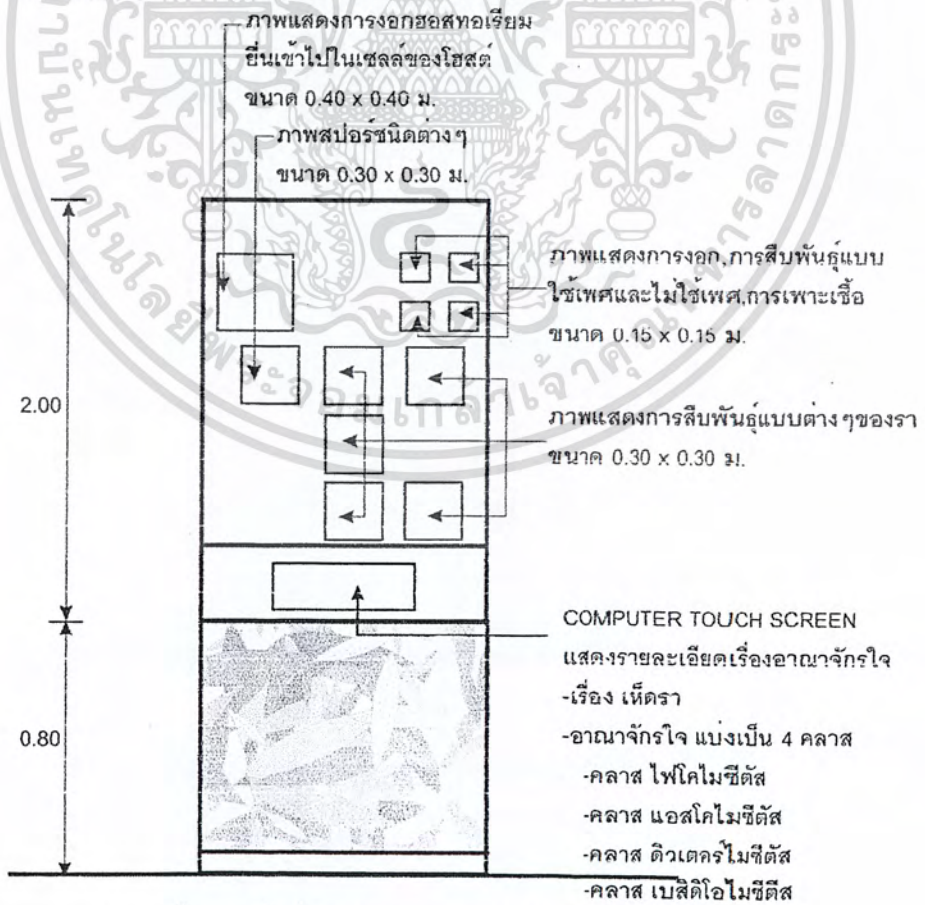 ภาพแสดงการงอกฮอสทอเรียม
ยื่นเข้าไปในเซลล์ของโฮสต์
ขนาด 0.40 x 0.40 ม.
ภาพสปอร์ชนิดต่างๆ
ขนาด 0.30 x 0.30 ม.
ภาพแสดงการงอก,การสืบพันธุ์แบบ
ใช้เพศและไม่ใช้เพศ,การเพาะเชื้อ
ขนาด 0.15 x 0.15 ม.
2.00
ภาพแสดงการสืบพันธุ์แบบต่างๆของรา
ขนาด 0.30 x 0.30 ม.
COMPUTER TOUCH SCREEN
แสดงรายละเอียดเรื่องอาณาจักรใจ
-เรื่อง เห็ดรา
0.80
-อาณาจักรใจ แบ่งเป็น 4 คลาส
-คลาส ไฟโคไมซีตัส
-คลาส แอสโคไมซีตัส
-คลาส ดิวเตอร์ไมซีตัส
-คลาส เบสิดิโอไมซีตีส